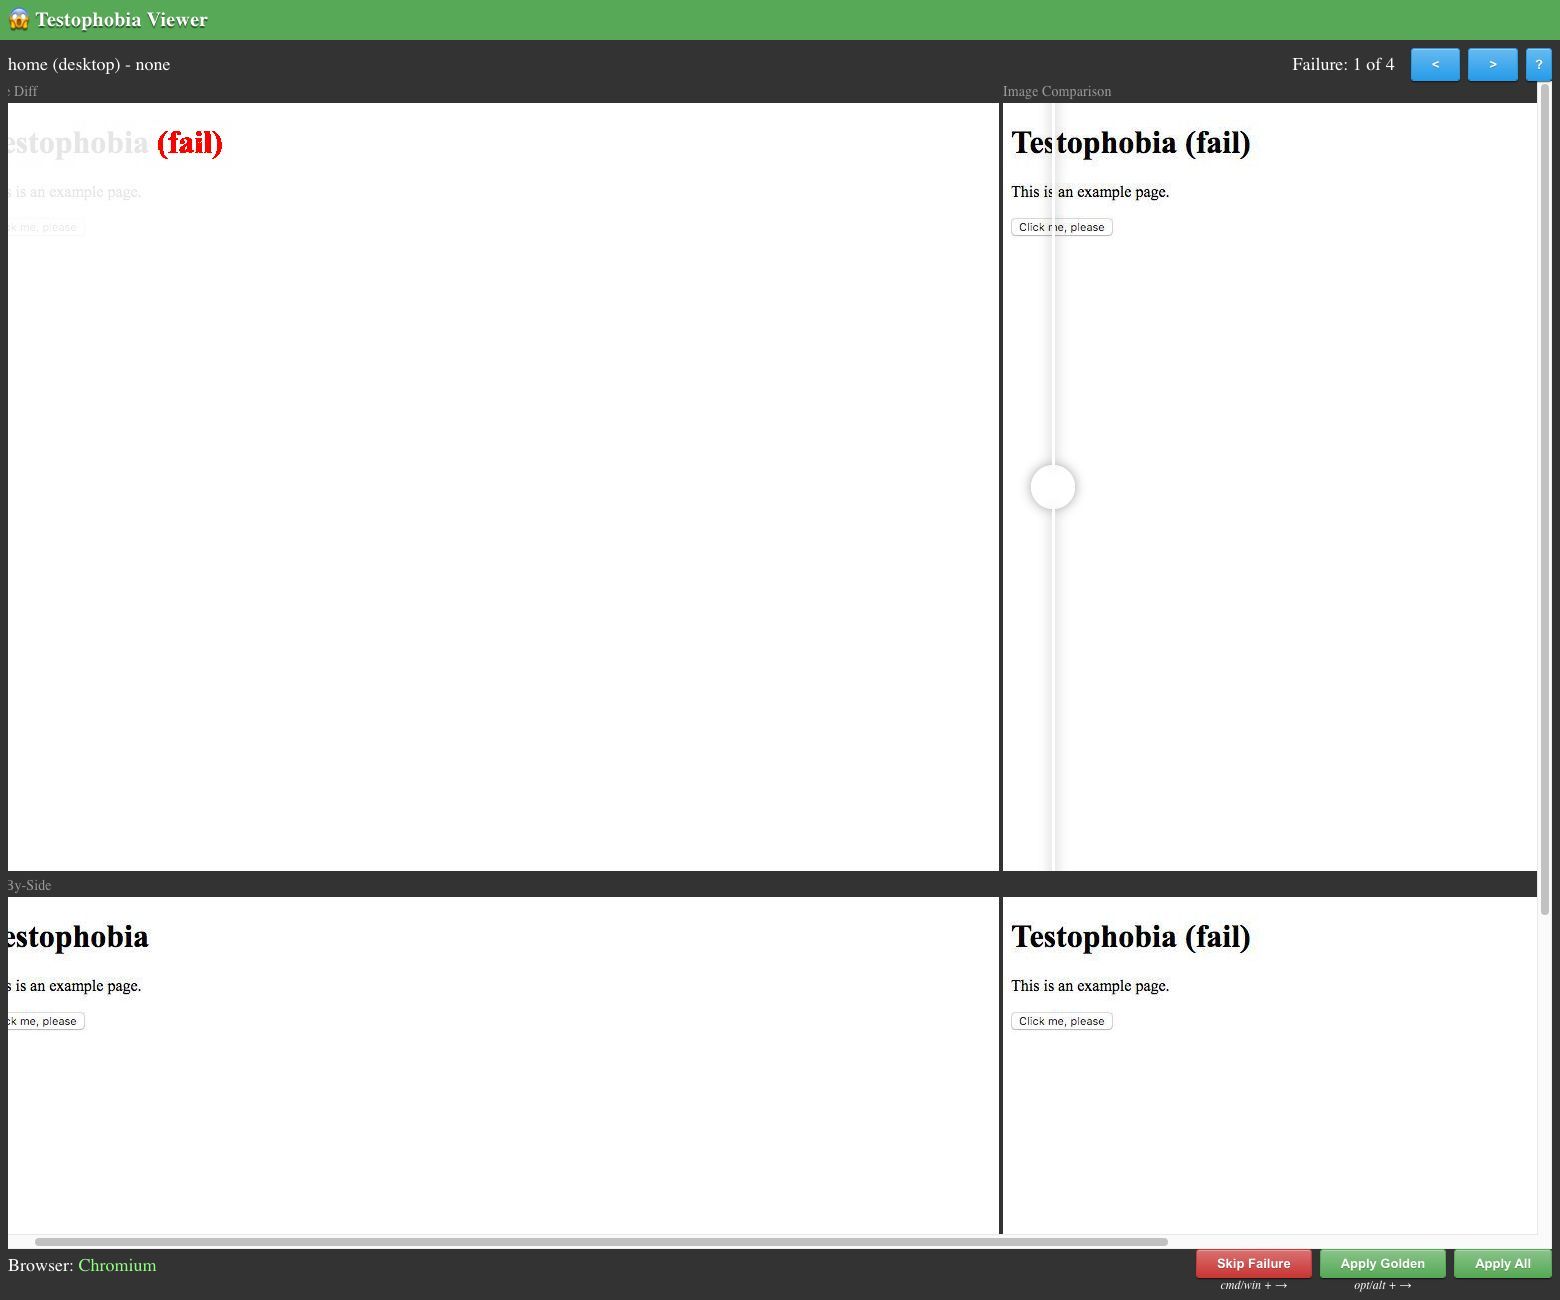 Testophobia Viewer
home (desktop) - none
Failure: 1 of 4
<
>
?
Diff
Image Comparison
estophobia (fail)
s is an example page.
ck me, please
Testophobia (fail)
This is an example page.
Click me, please
By-Side
estophobia
s is an example page.
ck me, please
Testophobia (fail)
This is an example page.
Click me, please
Browser: Chromium
Skip Failure
cmd/win + →
Apply Golden
opt/alt + →
Apply All